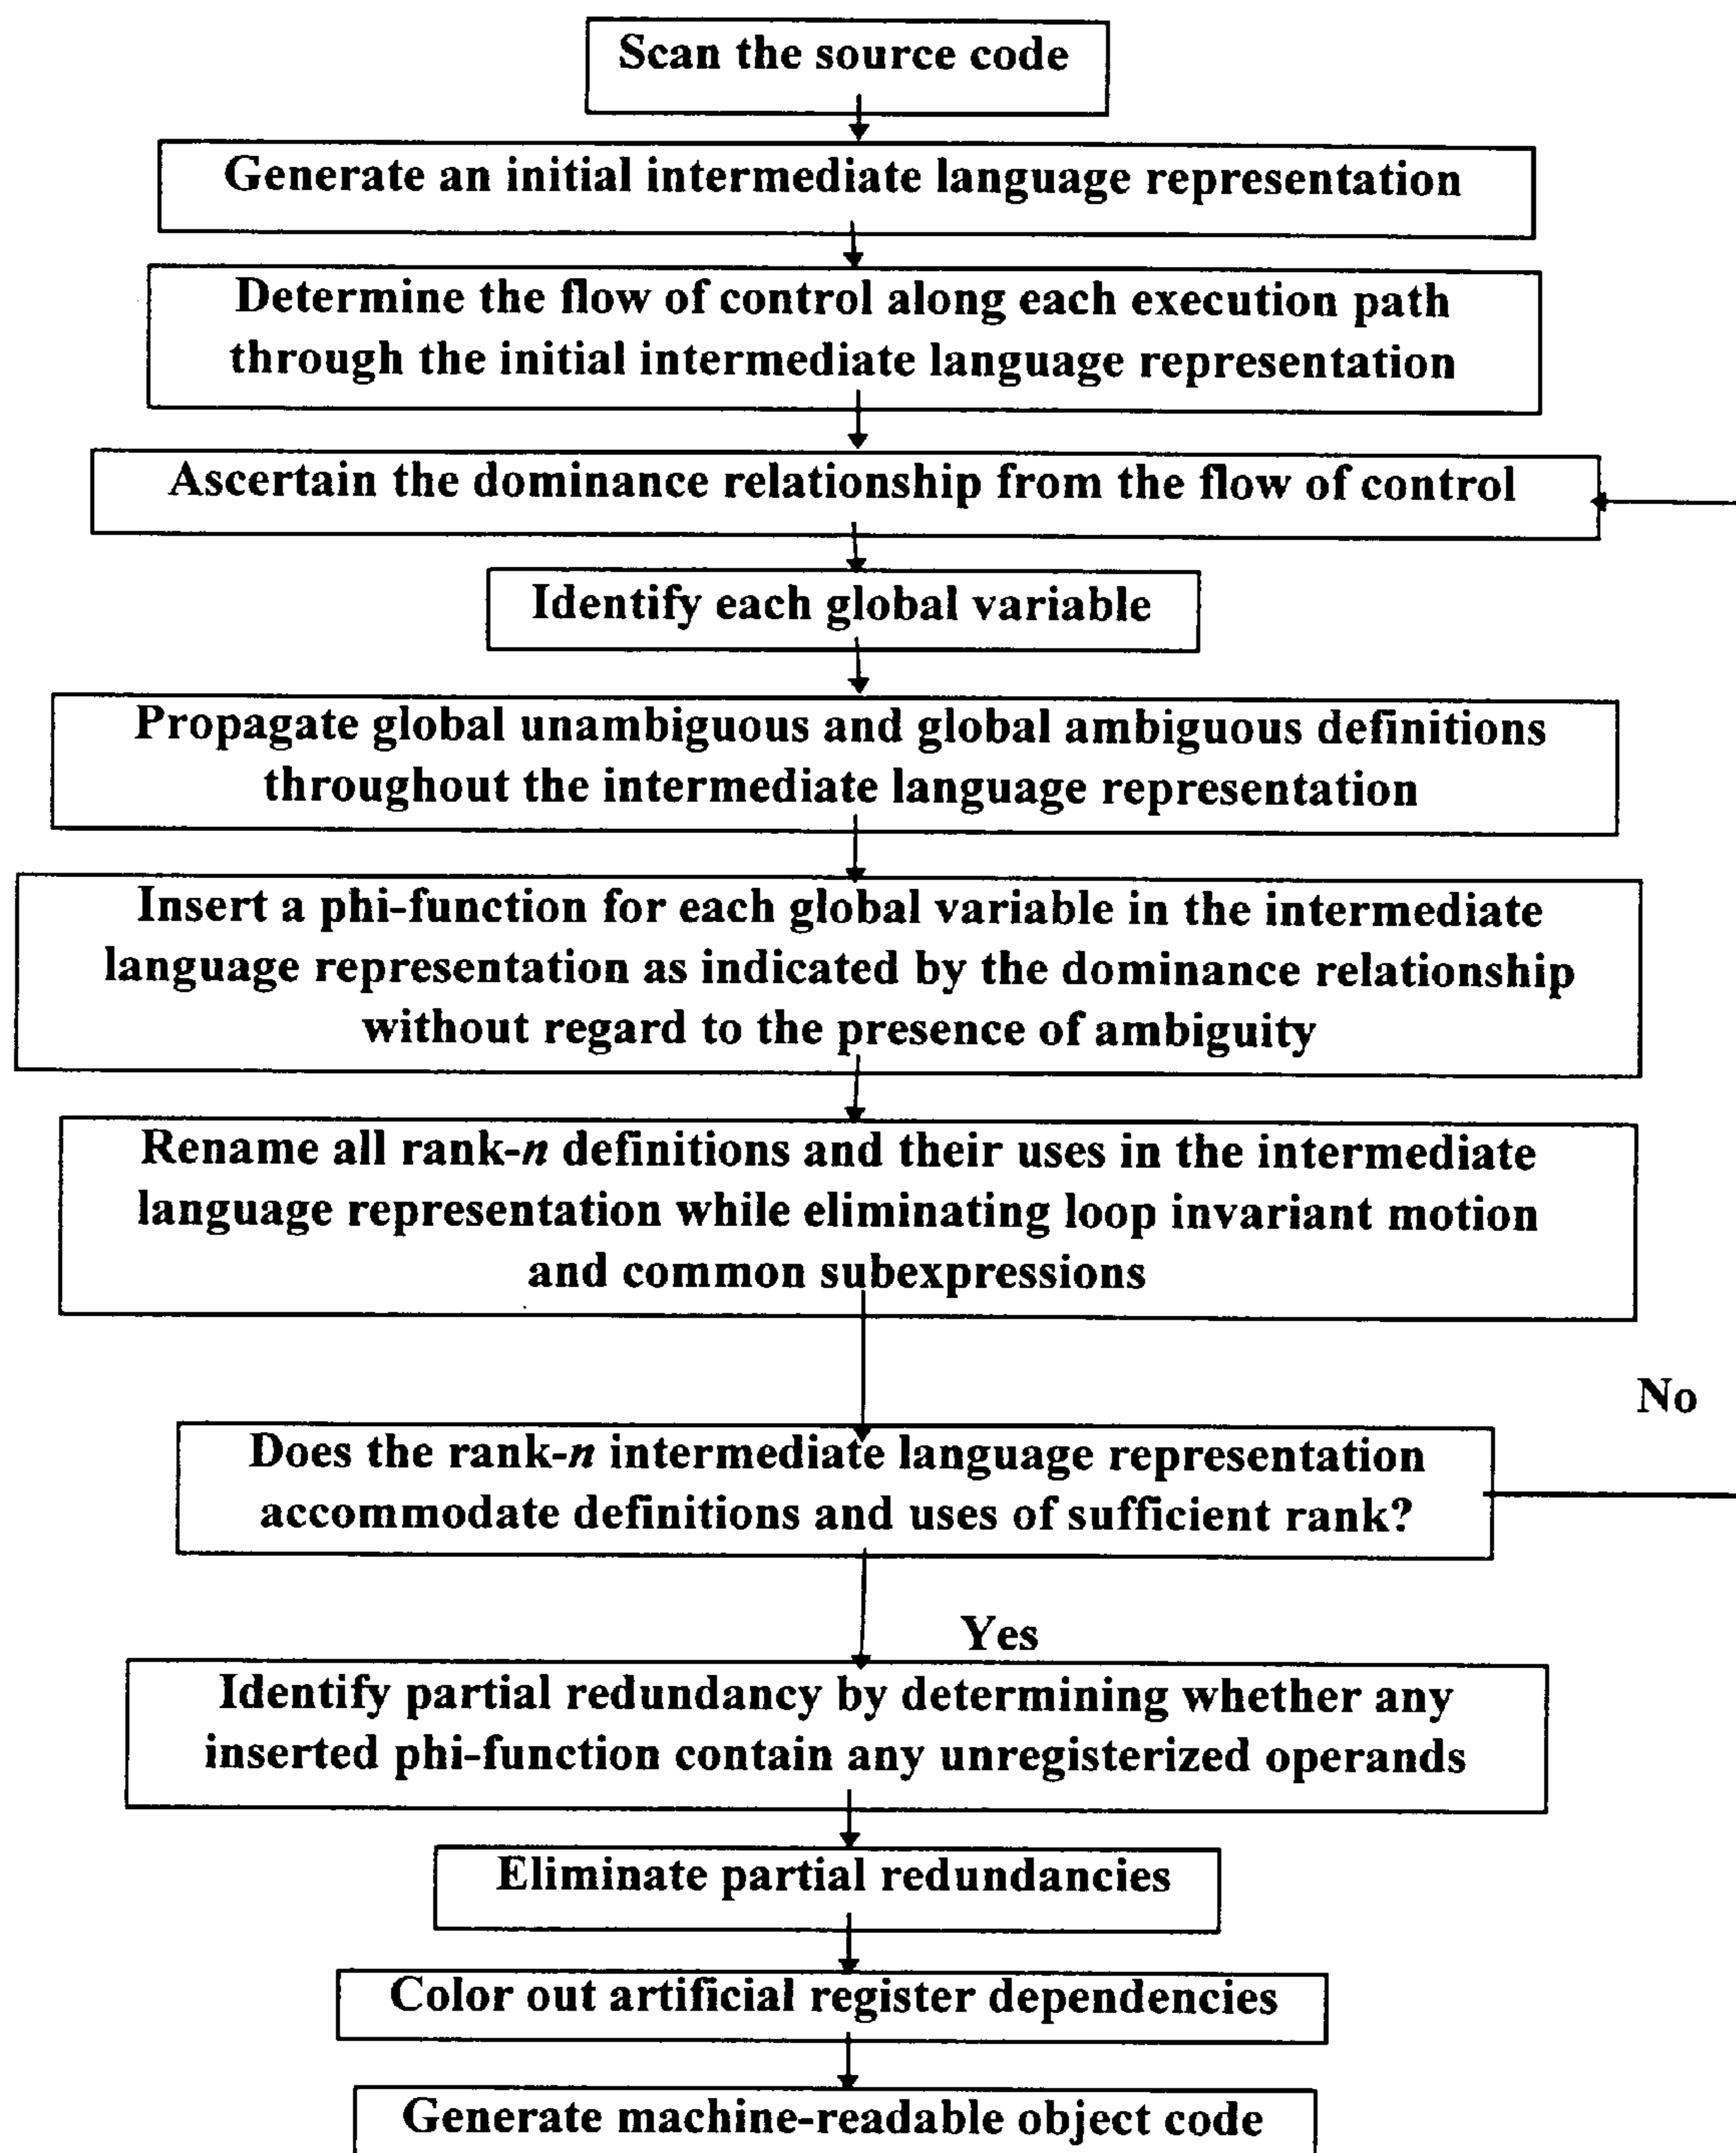 Scan the source code
Generate an initial intermediate language representation
Determine the flow of control along each execution path
through the initial intermediate language representation
Ascertain the dominance relationship from the flow of control
Identify each global variable
Propagate global unambiguous and global ambiguous definitions
throughout the intermediate language representation
Insert a phi-function for each global variable in the intermediate
language representation as indicated by the dominance relationship
without regard to the presence of ambiguity
Rename all rank-n definitions and their uses in the intermediate
language representation while eliminating loop invariant motion
and common subexpressions
No
Does the rank-n intermediate language representation
accommodate definitions and uses of sufficient rank?
Yes
Identify partial redundancy by determining whether any
inserted phi-function contain any unregisterized operands
Eliminate partial redundancies
Color out artificial register dependencies
Generate machine-readable object code